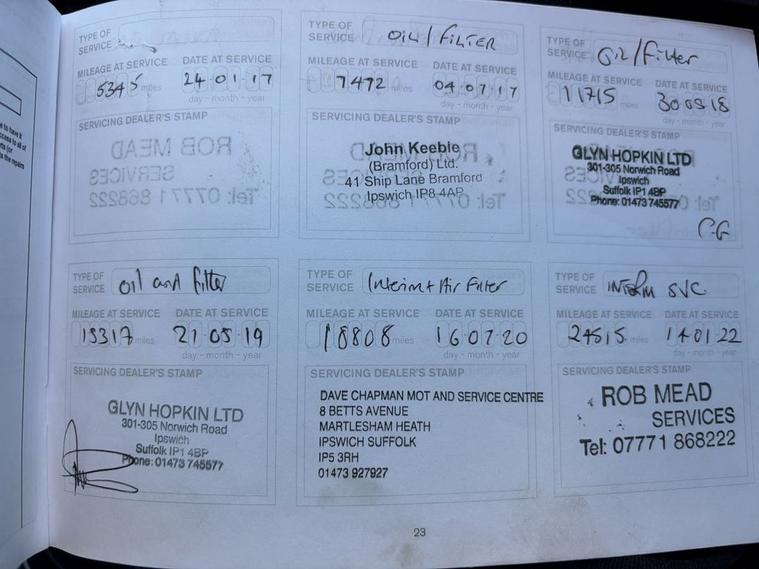 TYPE OF
SERVICE
MILEAGE AT SERVICE DATE AT SERVICE
5345 miles 24 01 17
day - month - year
SERVICING DEALER'S STAMP
ROB MEAD
SERVICES
Tel: 07771 868222
TYPE OF
SERVICE OIL / FILTER
MILEAGE AT SERVICE DATE AT SERVICE
7472 miles 04 07 17
day - month - year
SERVICING DEALER'S STAMP
John Keeble
(Bramford) Ltd.
41 Ship Lane Bramford
Ipswich IP8 4AP
TYPE OF
SERVICE Oil/Filter
MILEAGE AT SERVICE DATE AT SERVICE
11715 miles 30 05 18
day - month - year
SERVICING DEALER'S STAMP
GLYN HOPKIN LTD
301-305 Norwich Road
Ipswich
Suffolk IP1 4BP
Phone: 01473 745577
TYPE OF
SERVICE Oil and filter
MILEAGE AT SERVICE DATE AT SERVICE
15317 miles 21 05 19
day - month - year
SERVICING DEALER'S STAMP
GLYN HOPKIN LTD
301-305 Norwich Road
Ipswich
Suffolk IP1 4BP
Phone: 01473 745577
TYPE OF
SERVICE Interim + Air Filter
MILEAGE AT SERVICE DATE AT SERVICE
18808 miles 16 07 20
day - month - year
SERVICING DEALER'S STAMP
DAVE CHAPMAN MOT AND SERVICE CENTRE
8 BETTS AVENUE
MARTLESHAM HEATH
IPSWICH SUFFOLK
IP5 3RH
01473 927927
TYPE OF
SERVICE INTERIM SVC.
MILEAGE AT SERVICE DATE AT SERVICE
24515 miles 14 01 22
day - month - year
SERVICING DEALER'S STAMP
ROB MEAD
SERVICES
Tel: 07771 868222
23